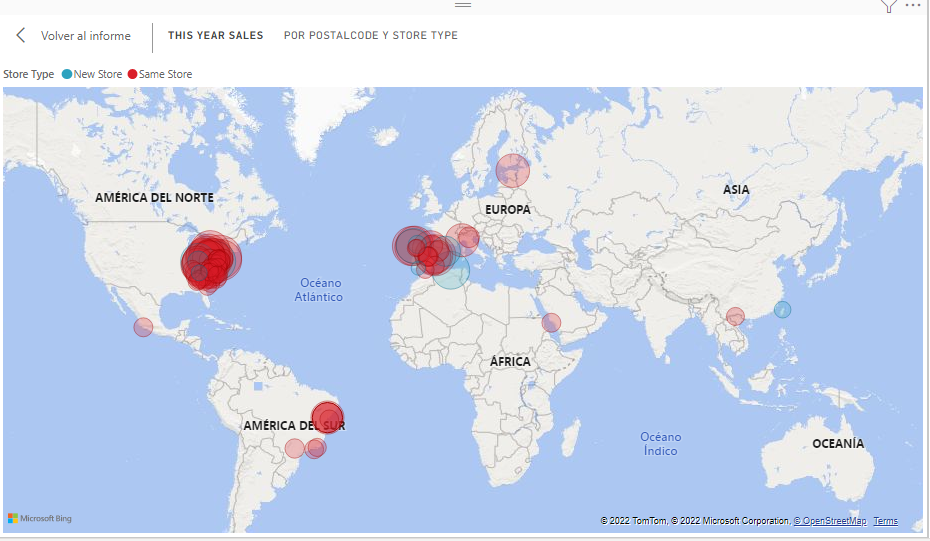 Volver al informe
THIS YEAR SALES
POR POSTALCODE Y STORE TYPE
Store Type New Store Same Store
AMÉRICA DEL NORTE
ASIA
EUROPA
Océano
Atlántico
ÁFRICA
AMÉRICA DEL SUR
Océano
Índico
OCEANÍA
Microsoft Bing
© 2022 TomTom, © 2022 Microsoft Corporation, © OpenStreetMap Terms